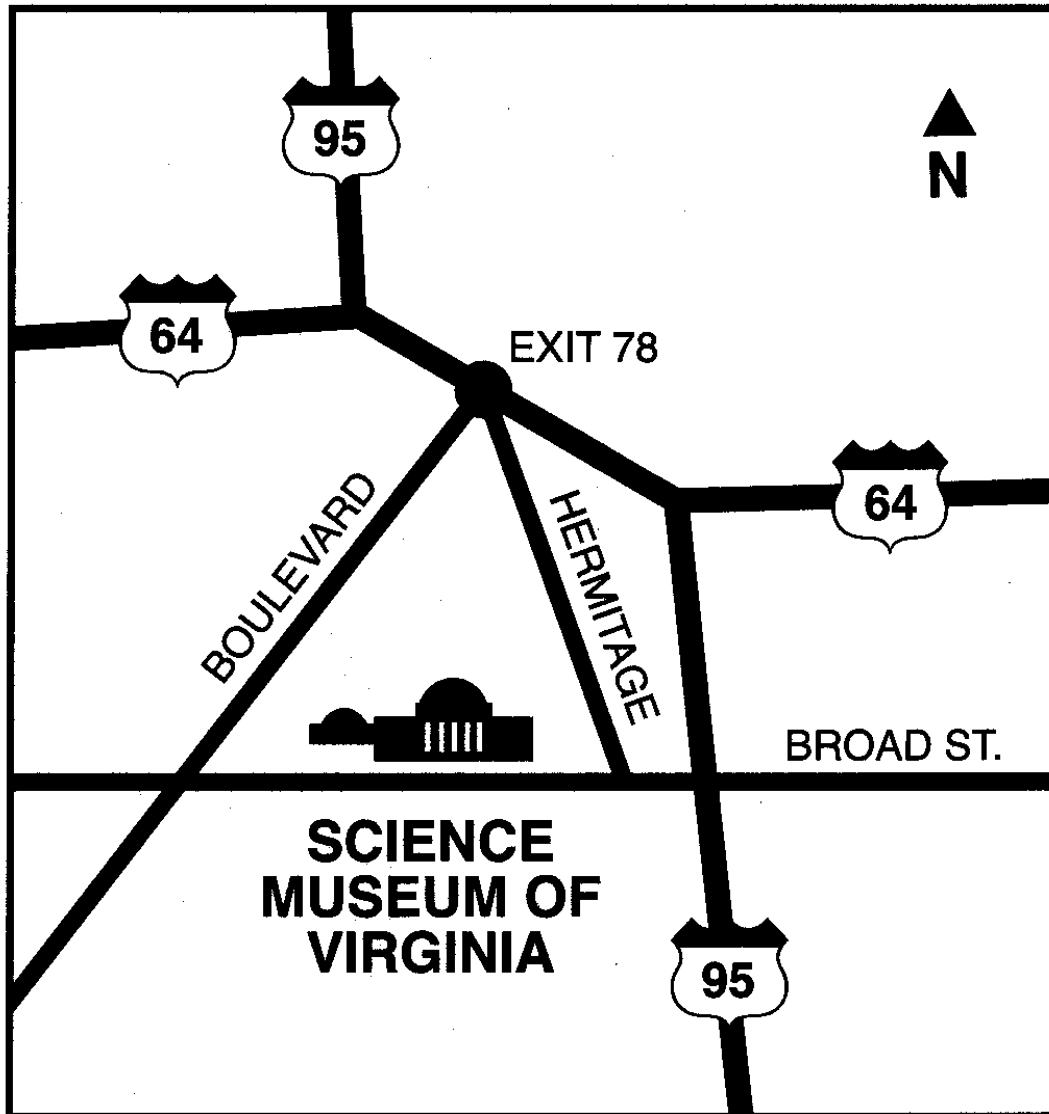 95
N
64
EXIT 78
64
BOULEVARD
HERMITAGE
BROAD ST.
SCIENCE
MUSEUM OF
VIRGINIA
95